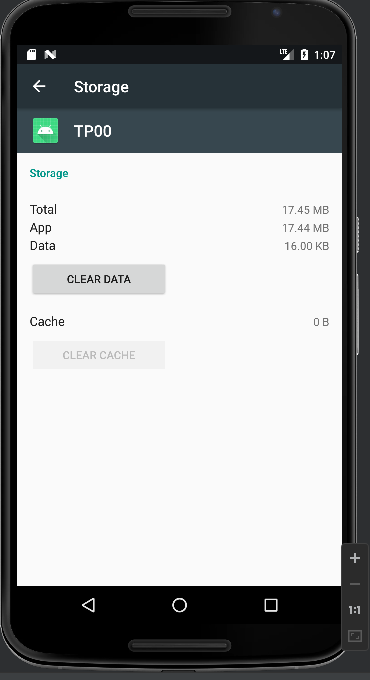 LTE 1:07
Storage
TP00
Storage
Total 17.45 MB
App 17.44 MB
Data 16.00 KB
CLEAR DATA
Cache 0 B
CLEAR CACHE
1:1